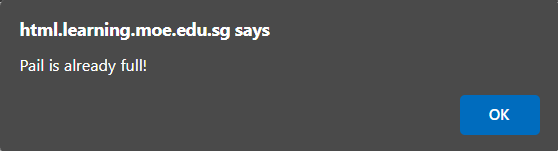 html.learning.moe.edu.sg says
Pail is already full!
OK